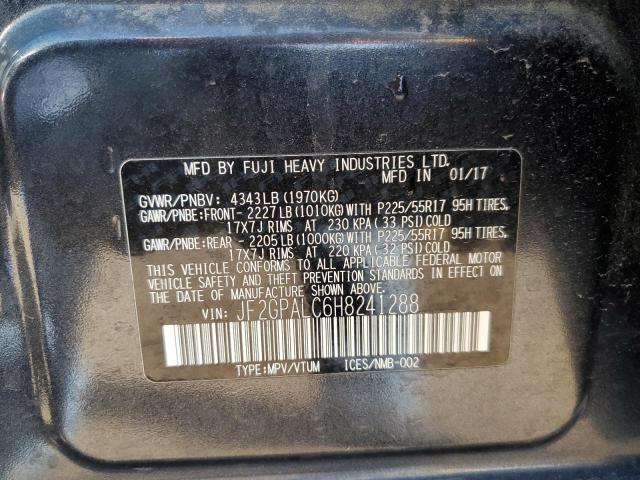 MFD BY FUJI HEAVY INDUSTRIES LTD.
MFD IN 01/17
GVWR/PNBV: 4343LB(1970KG)
GAWR/PNBE:FRONT- 2227LB(1010KG)WITH P225/55R17 95H TIRES,
17X7J RIMS AT 230 KPA(33 PSI)COLD
GAWR/PNBE:REAR - 2205LB(1000KG)WITH P225/55R17 95H TIRES,
17X7J RIMS AT 220 KPA(32 PSI)COLD
THIS VEHICLE CONFORMS TO ALL APPLICABLE FEDERAL MOTOR
VEHICLE SAFETY AND THEFT PREVENTION STANDARDS IN EFFECT ON
THE DATE OF MANUFACTURE SHOWN ABOVE.
VIN: JF2GPALC6H8241288
TYPE:MPV/VTUM ICES/NMB-002